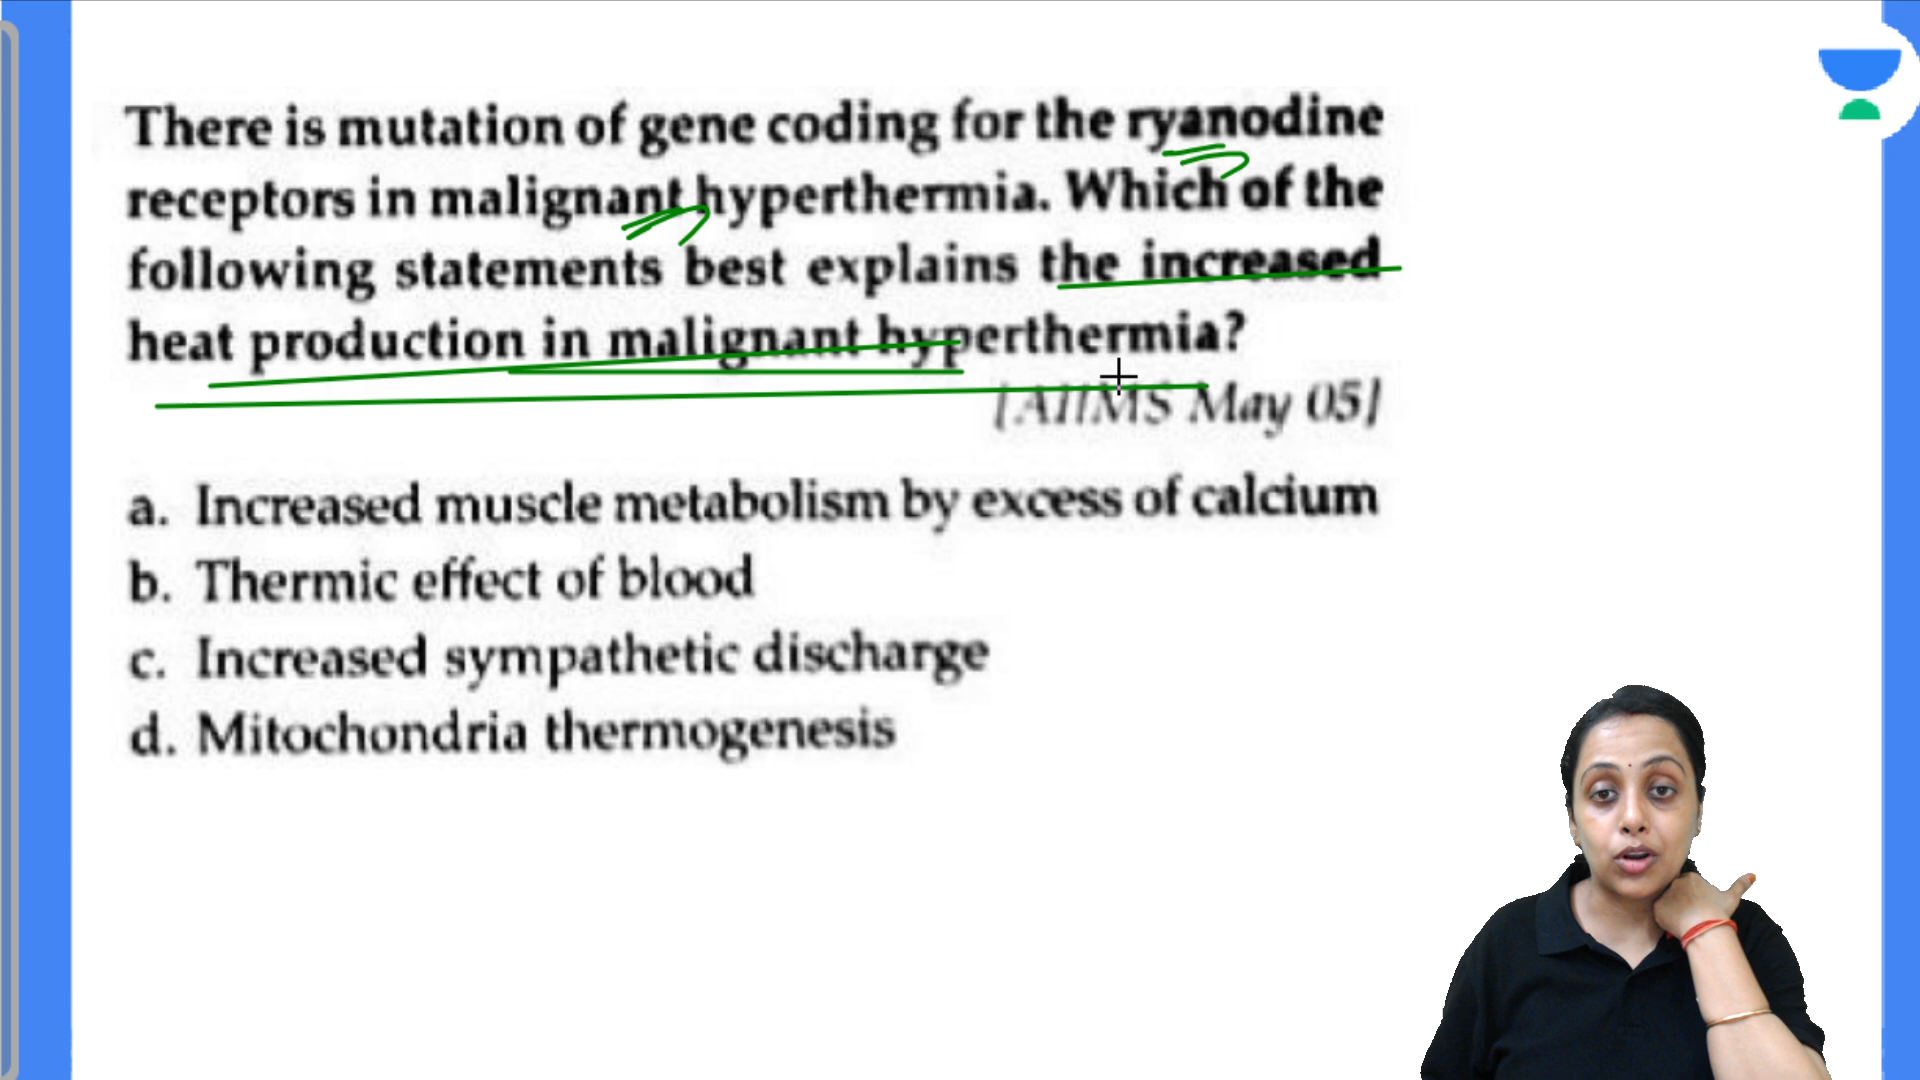 There is mutation of gene coding for the ryanodine
receptors in malignant hyperthermia. Which of the
following statements best explains the increased
heat production in malignant hyperthermia?
[AIIMS May 05]
a. Increased muscle metabolism by excess of calcium
b. Thermic effect of blood
c. Increased sympathetic discharge
d. Mitochondria thermogenesis